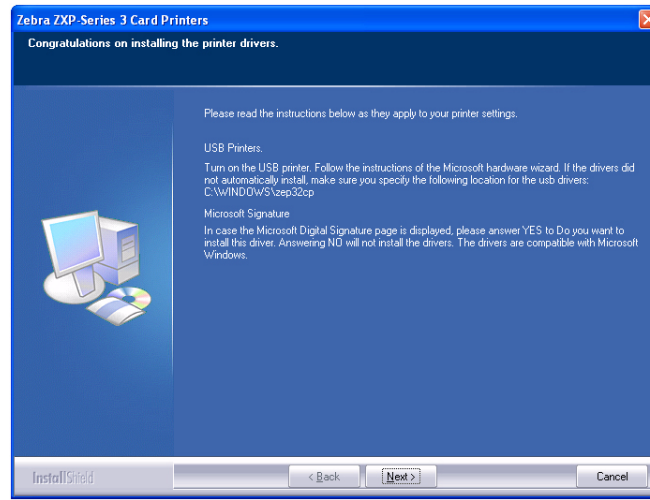 Zebra ZXP-Series 3 Card Printers
Congratulations on installing the printer drivers.
Please read the instructions below as they apply to your printer settings.
USB Printers.
Turn on the USB printer. Follow the instructions of the Microsoft hardware wizard. If the drivers did
not automatically install, make sure you specify the following location for the usb drivers:
C:\WINDOWS\zep32cp
Microsoft Signature
In case the Microsoft Digital Signature page is displayed, please answer YES to Do you want to
install this driver. Answering NO will not install the drivers. The drivers are compatible with Microsoft
Windows.
InstallShield
< Back
Next >
Cancel